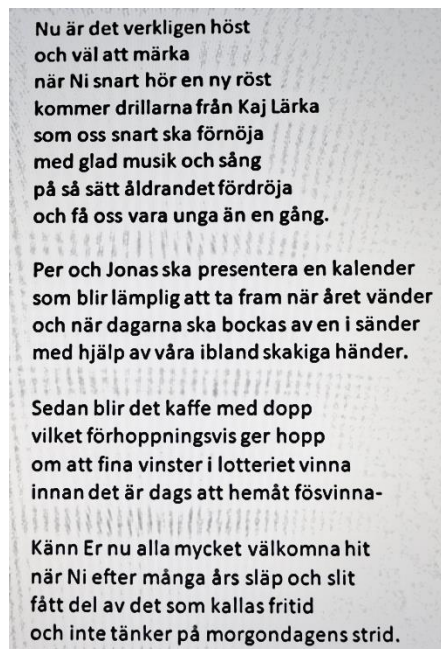 Nu är det verkligen höst
och väl att märka
när Ni snart hör en ny röst
kommer drillarna från Kaj Lärka
som oss snart ska förnöja
med glad musik och sång
på så sätt åldrandet fördröja
och få oss vara unga än en gång.
Per och Jonas ska presentera en kalender
som blir lämplig att ta fram när året vänder
och när dagarna ska bockas av en i sänder
med hjälp av våra ibland skakiga händer.
Sedan blir det kaffe med dopp
vilket förhoppningsvis ger hopp
om att fina vinster i lotteriet vinna
innan det är dags att hemåt fösvinna-
Känn Er nu alla mycket välkomna hit
när Ni efter många års släp och slit
fått del av det som kallas fritid
och inte tänker på morgondagens strid.